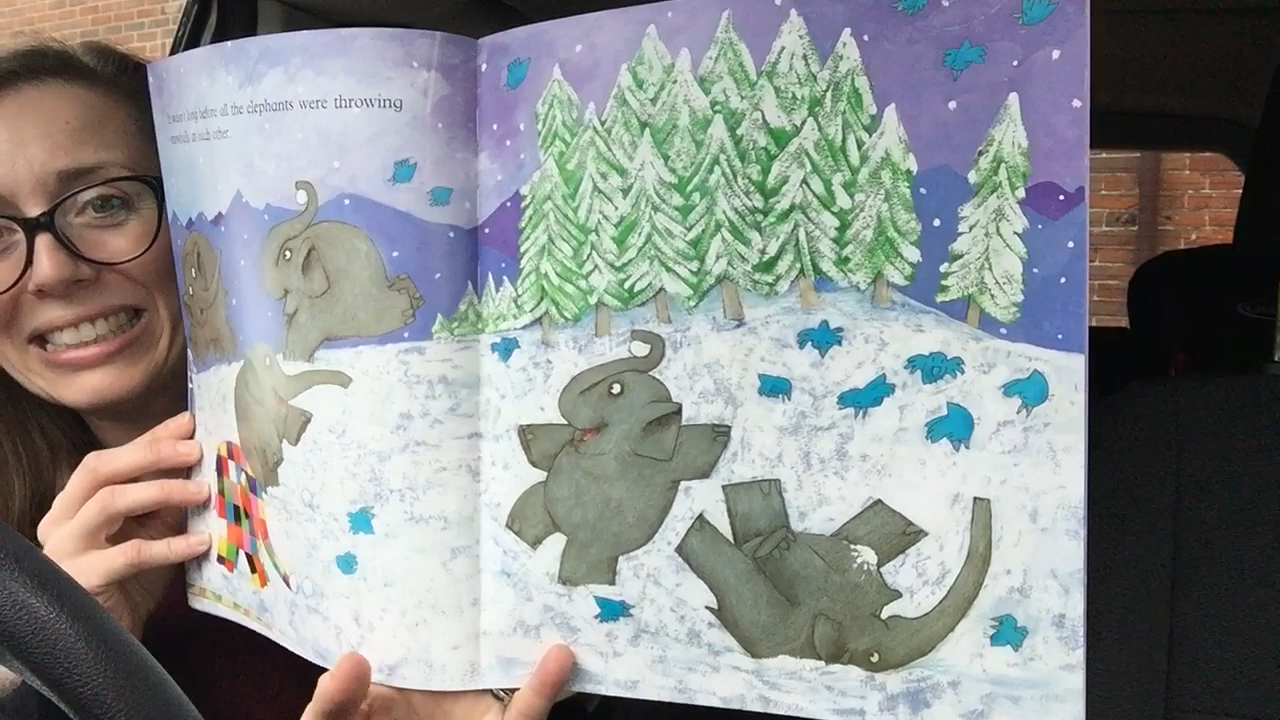 It wasn't long before all the elephants were throwing
snowballs at each other.